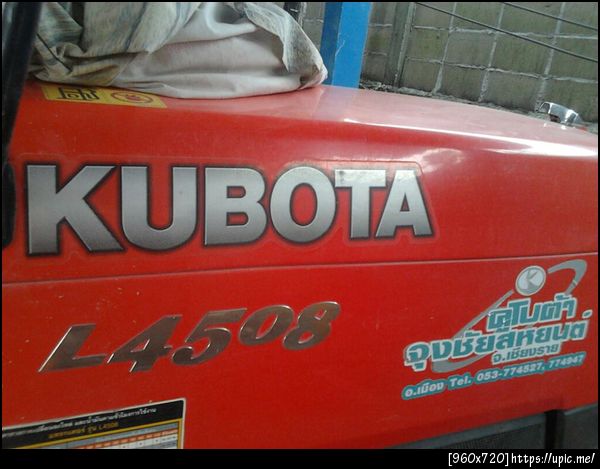 KUBOTA
L4508
K
คูโบต้า
จุงชัยลีหยนต์
จ.เชียงราย
อ.เมือง Tel. 053-774527, 774947
[960x720]https://upic.me/